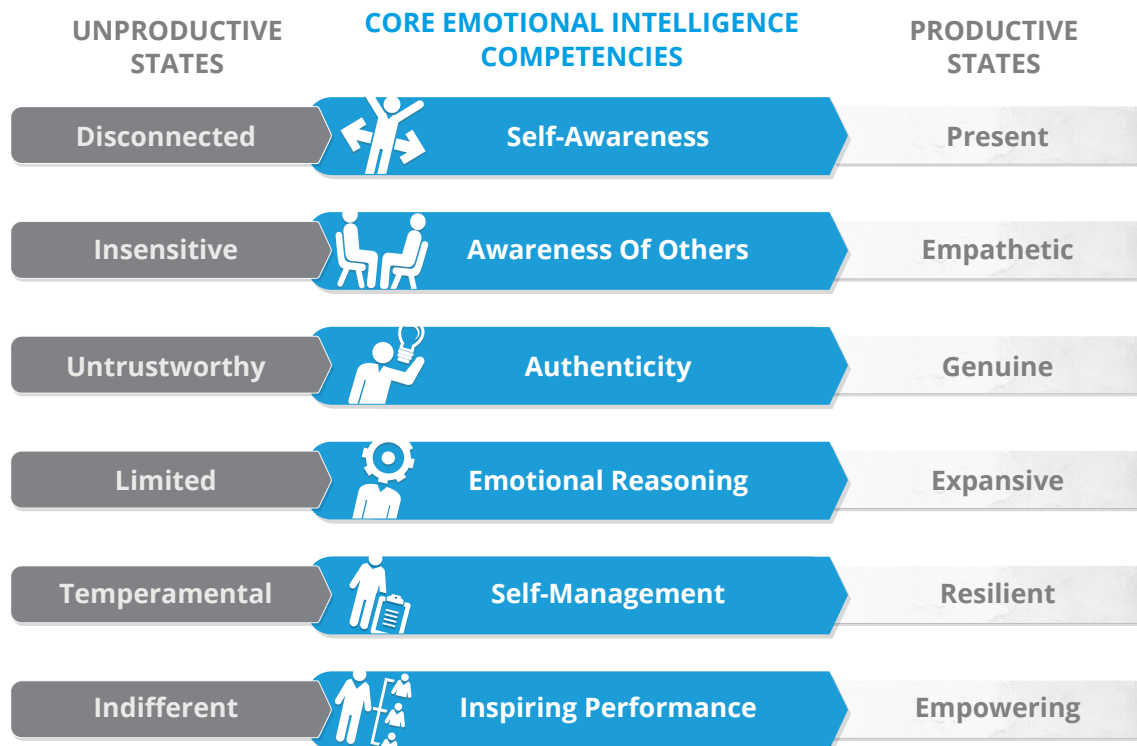 UNPRODUCTIVE
STATES
CORE EMOTIONAL INTELLIGENCE
COMPETENCIES
PRODUCTIVE
STATES
Disconnected
Self-Awareness
Present
Insensitive
Awareness Of Others
Empathetic
Untrustworthy
Authenticity
Genuine
Limited
Emotional Reasoning
Expansive
Temperamental
Self-Management
Resilient
Indifferent
Inspiring Performance
Empowering